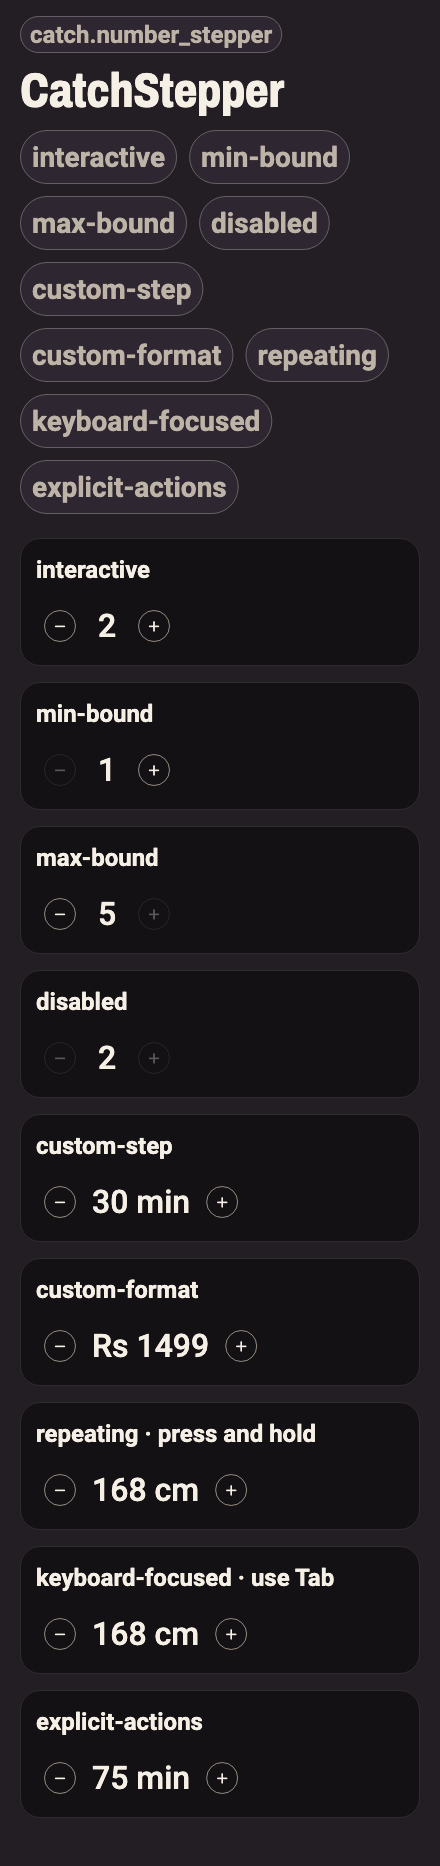 catch.number_stepper
CatchStepper
interactive min-bound
max-bound disabled
custom-step
custom-format repeating
keyboard-focused
explicit-actions
interactive
− 2 +
min-bound
− 1 +
max-bound
− 5 +
disabled
− 2 +
custom-step
− 30 min +
custom-format
− Rs 1499 +
repeating · press and hold
− 168 cm +
keyboard-focused · use Tab
− 168 cm +
explicit-actions
− 75 min +